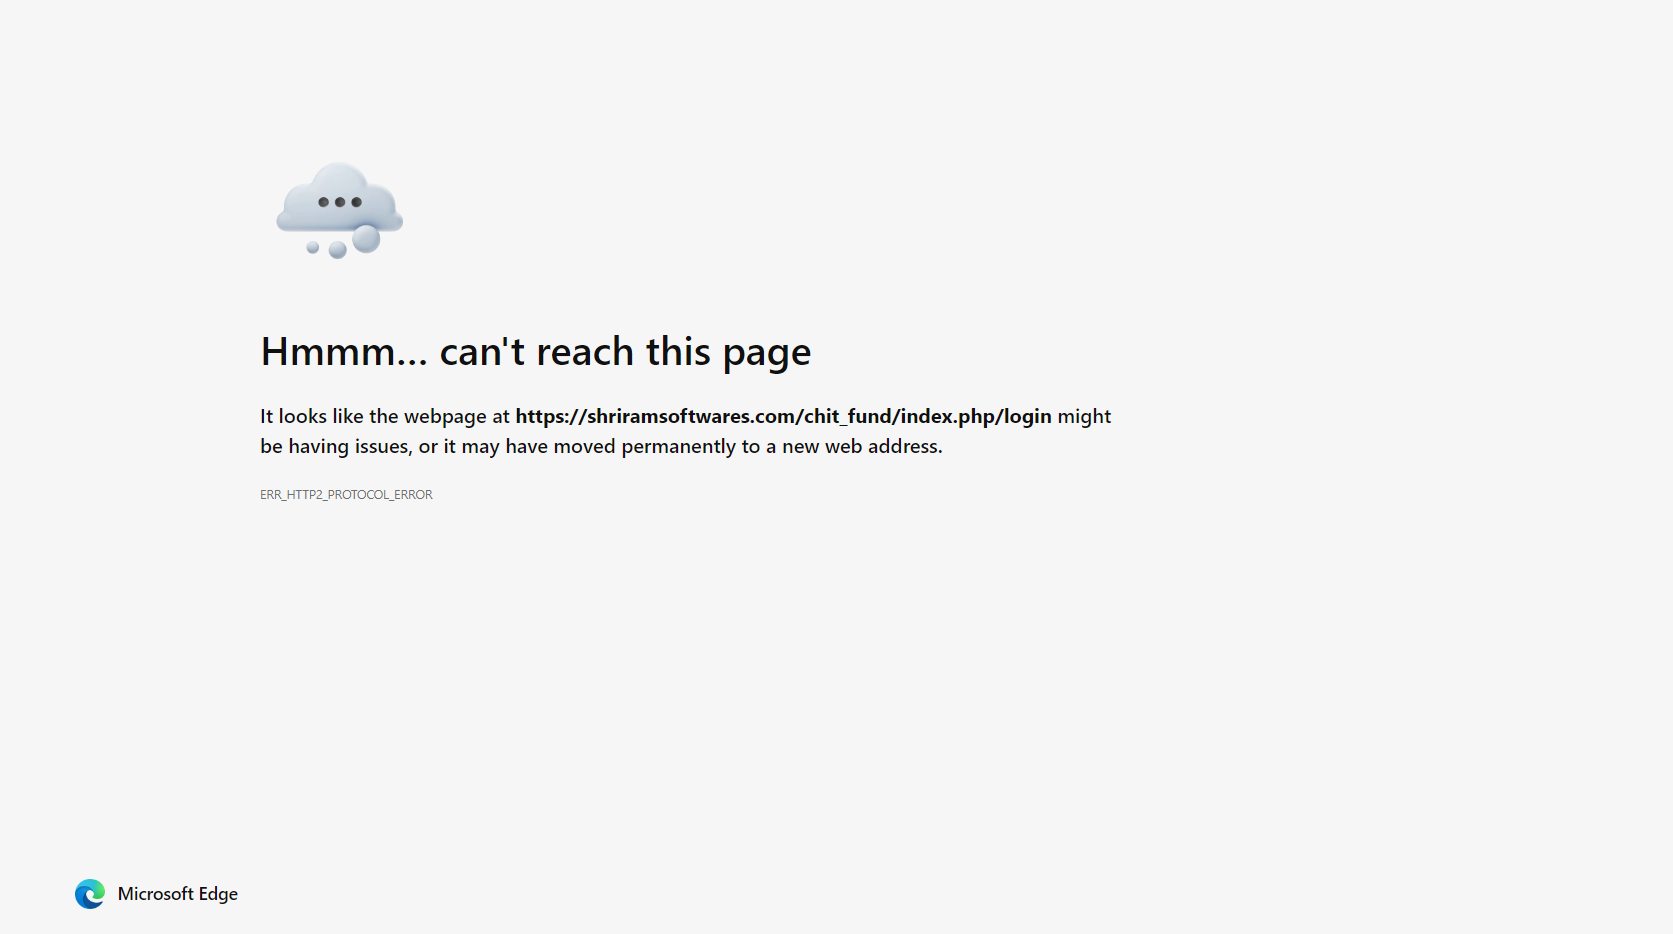 Hmmm... can't reach this page
It looks like the webpage at https://shriramsoftwares.com/chit_fund/index.php/login might
be having issues, or it may have moved permanently to a new web address.
ERR_HTTP2_PROTOCOL_ERROR
Microsoft Edge